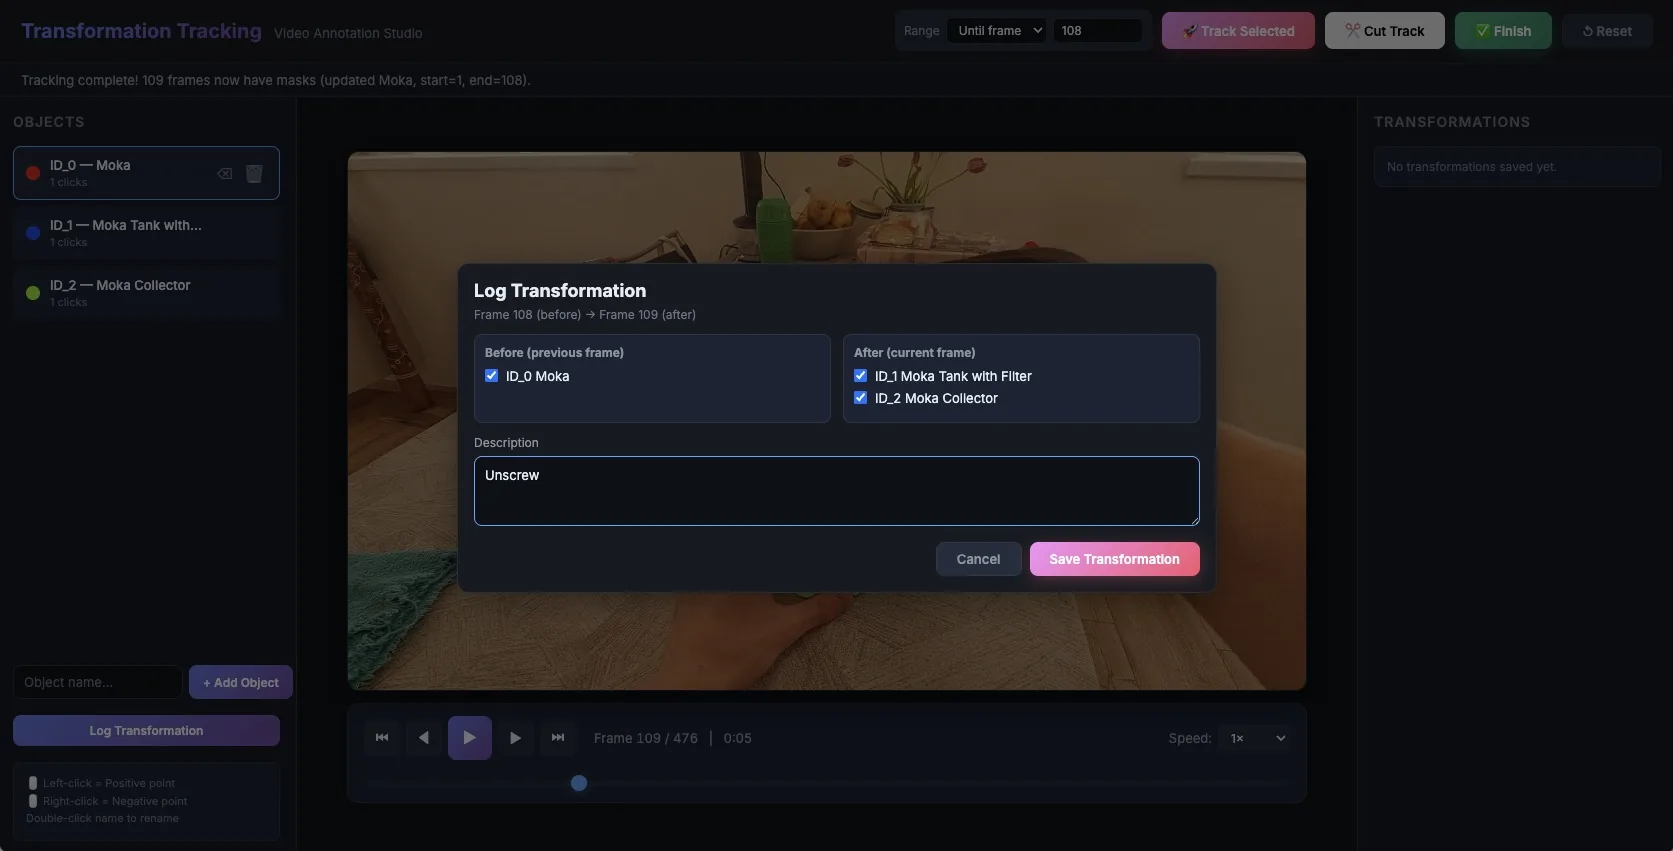 Transformation Tracking Video Annotation Studio
Range Until frame 108 🚀 Track Selected ✂️ Cut Track ✅ Finish ↺ Reset
Tracking complete! 109 frames now have masks (updated Moka, start=1, end=108).
OBJECTS
ID_0 — Moka
1 clicks
ID_1 — Moka Tank with...
1 clicks
ID_2 — Moka Collector
1 clicks
Object name...
+ Add Object
Log Transformation
Left-click = Positive point
Right-click = Negative point
Double-click name to rename
Log Transformation
Frame 108 (before) → Frame 109 (after)
Before (previous frame)
ID_0 Moka
After (current frame)
ID_1 Moka Tank with Filter
ID_2 Moka Collector
Description
Unscrew
Cancel
Save Transformation
Frame 109 / 476 | 0:05
Speed: 1×
TRANSFORMATIONS
No transformations saved yet.